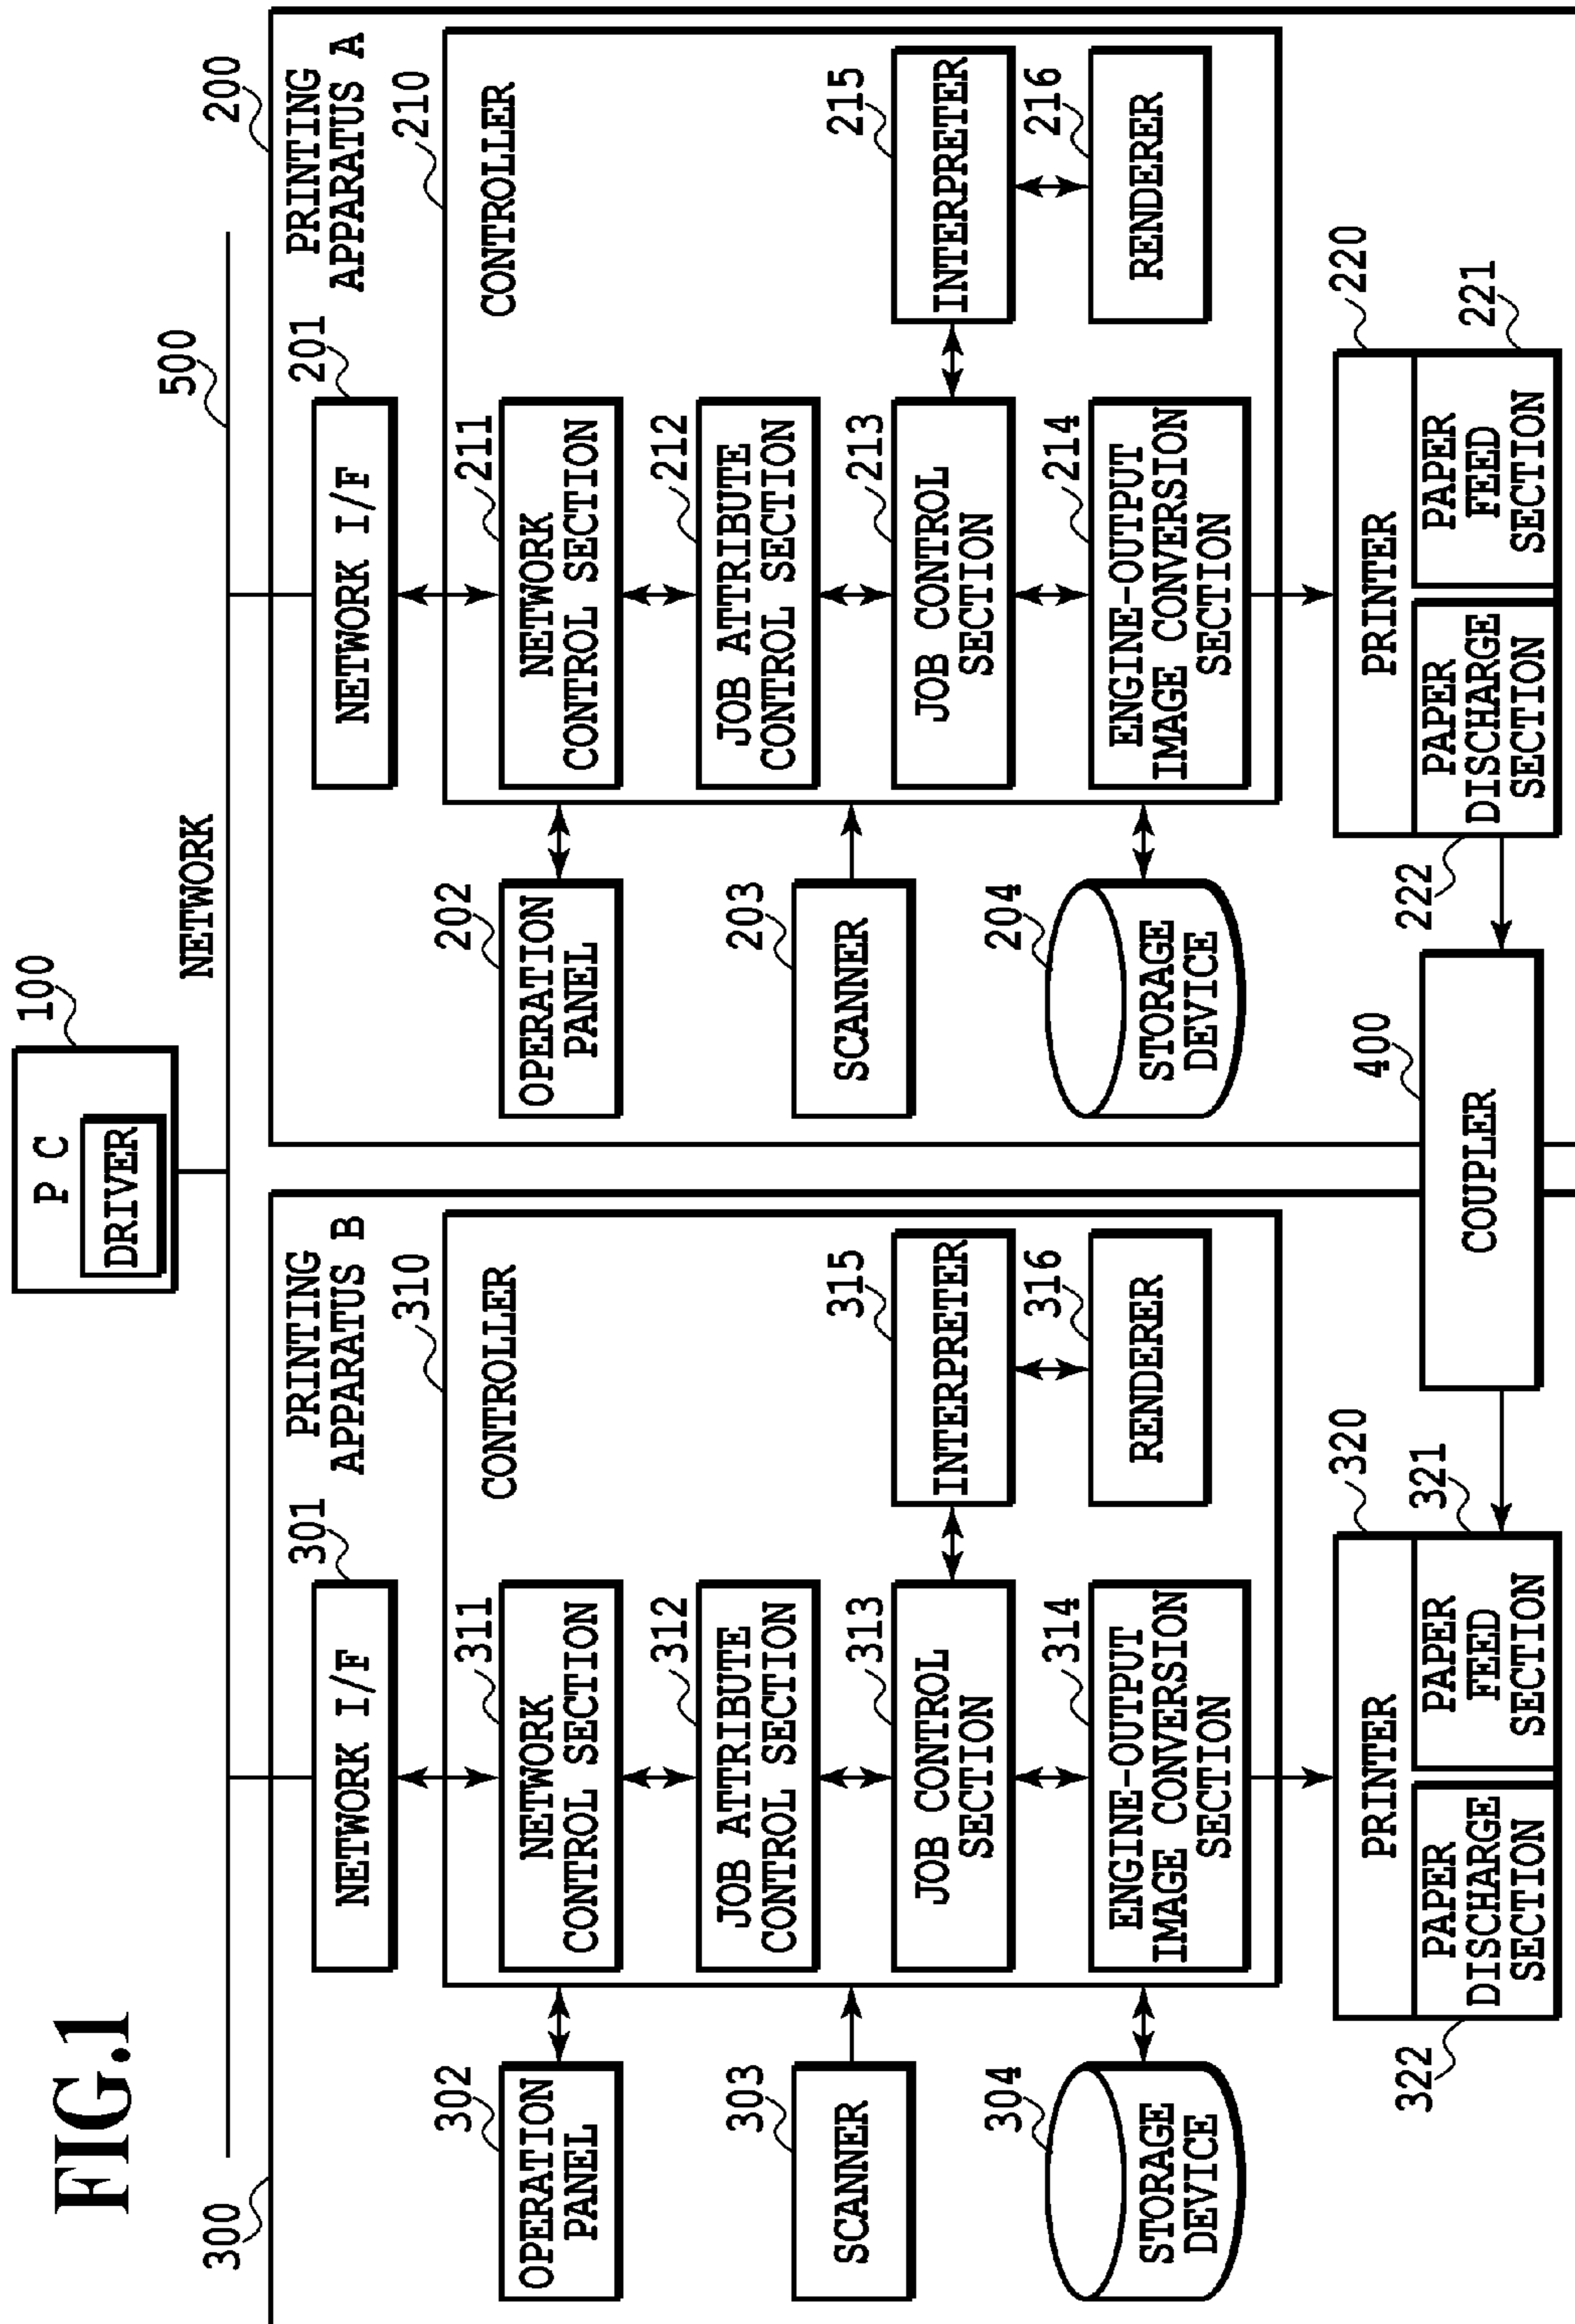 FIG.1
P C
DRIVER
100
NETWORK
500
300
PRINTING
APPARATUS B
301
NETWORK I/F
310
CONTROLLER
302
OPERATION
PANEL
311
NETWORK
CONTROL SECTION
312
JOB ATTRIBUTE
CONTROL SECTION
303
SCANNER
313
JOB CONTROL
SECTION
315
INTERPRETER
304
STORAGE
DEVICE
314
ENGINE-OUTPUT
IMAGE CONVERSION
SECTION
316
RENDERER
320
PRINTER
322
PAPER
DISCHARGE
SECTION
321
PAPER
FEED
SECTION
400
COUPLER
200
PRINTING
APPARATUS A
201
NETWORK I/F
210
CONTROLLER
202
OPERATION
PANEL
211
NETWORK
CONTROL SECTION
212
JOB ATTRIBUTE
CONTROL SECTION
203
SCANNER
213
JOB CONTROL
SECTION
215
INTERPRETER
204
STORAGE
DEVICE
214
ENGINE-OUTPUT
IMAGE CONVERSION
SECTION
216
RENDERER
220
PRINTER
222
PAPER
DISCHARGE
SECTION
221
PAPER
FEED
SECTION